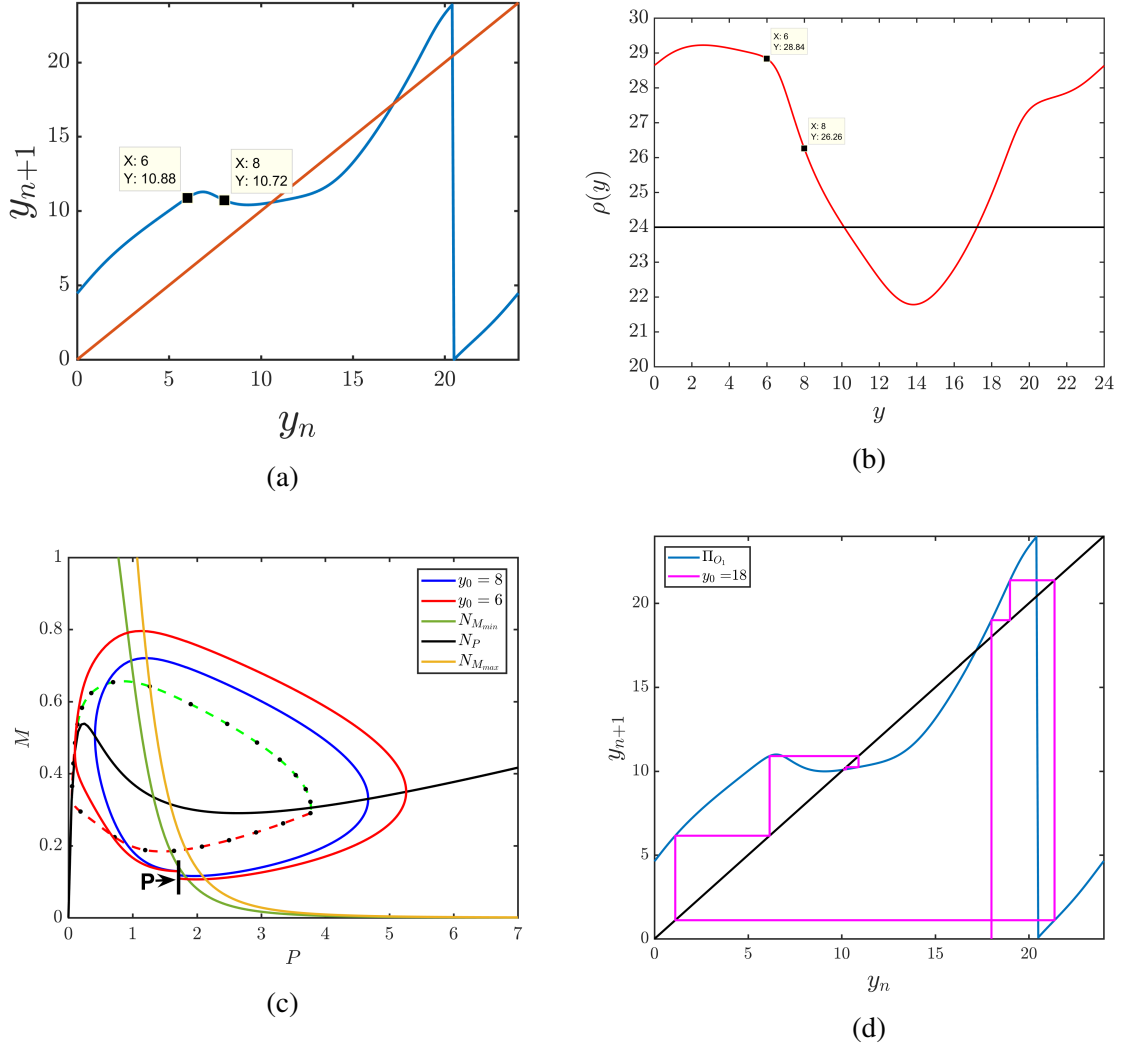 20
15
10
5
0
0
5
10
15
20
X: 6
Y: 10.88
X: 8
Y: 10.72
y_{n+1}
y_n
(a)
30
29
28
27
26
25
24
23
22
21
20
0 2 4 6 8 10 12 14 16 18 20 22 24
X: 6
Y: 28.84
X: 8
Y: 26.26
ρ(y)
y
(b)
1
0.8
0.6
0.4
0.2
0
0 1 2 3 4 5 6 7
y_0 = 8
y_0 = 6
N_{M_{min}}
N_P
N_{M_{max}}
P
M
P
(c)
20
15
10
5
0
0 5 10 15 20
Π_{O_1}
y_0 =18
y_{n+1}
y_n
(d)